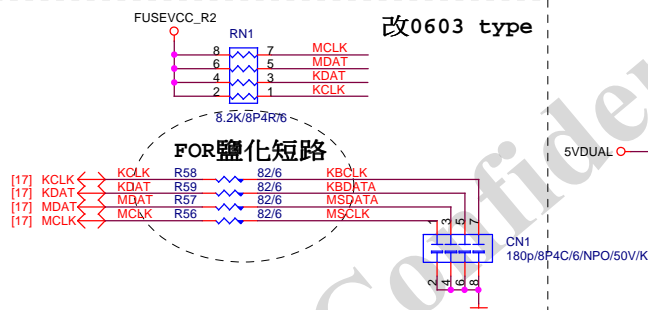 FUSEVCC_R2
改0603 type
RN1
8 7 MCLK
6 5 MDAT
4 3 KDAT
2 1 KCLK
8.2K/8P4R/6
FOR鹽化短路
5VDUAL
[17] KCLK KCLK R58 82/6 KBCLK
[17] KDAT KDAT R59 82/6 KBDATA
[17] MDAT MDAT R57 82/6 MSDATA
[17] MCLK MCLK R56 82/6 MSCLK
1 3 5 7
CN1
180p/8P4C/6/NPO/50V/K
2 4 6 8
Confiden